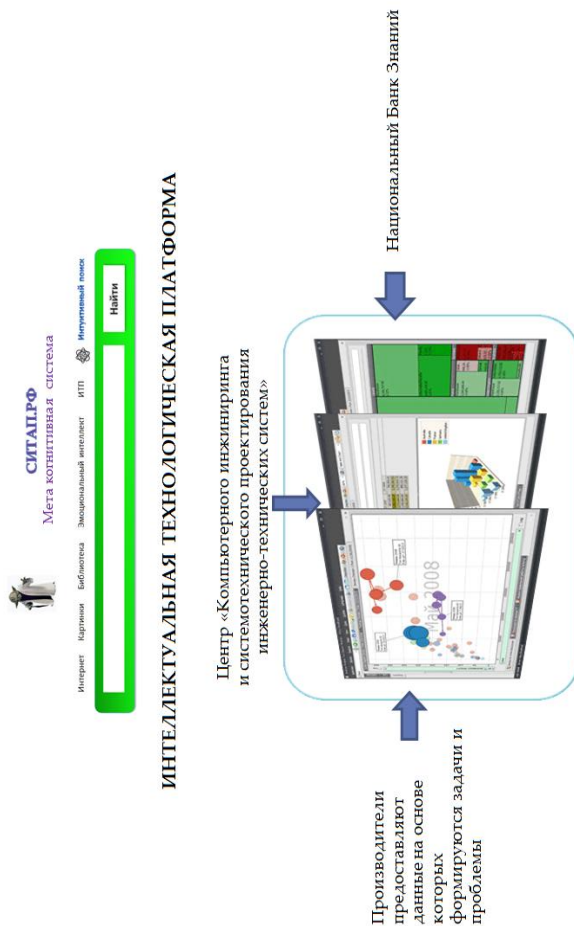 СИТАП.РФ
Мета когнитивная система
Интернет Картинки Библиотека Эмоциональный интеллект ИТП Интуитивный поиск
Найти
ИНТЕЛЛЕКТУАЛЬНАЯ ТЕХНОЛОГИЧЕСКАЯ ПЛАТФОРМА
Центр «Компьютерного инжиниринга
и системотехнического проектирования
инженерно-технических систем»
Производители
предоставляют
данные на основе
которых
формируются задачи и
проблемы
Май 2008
Национальный Банк Знаний